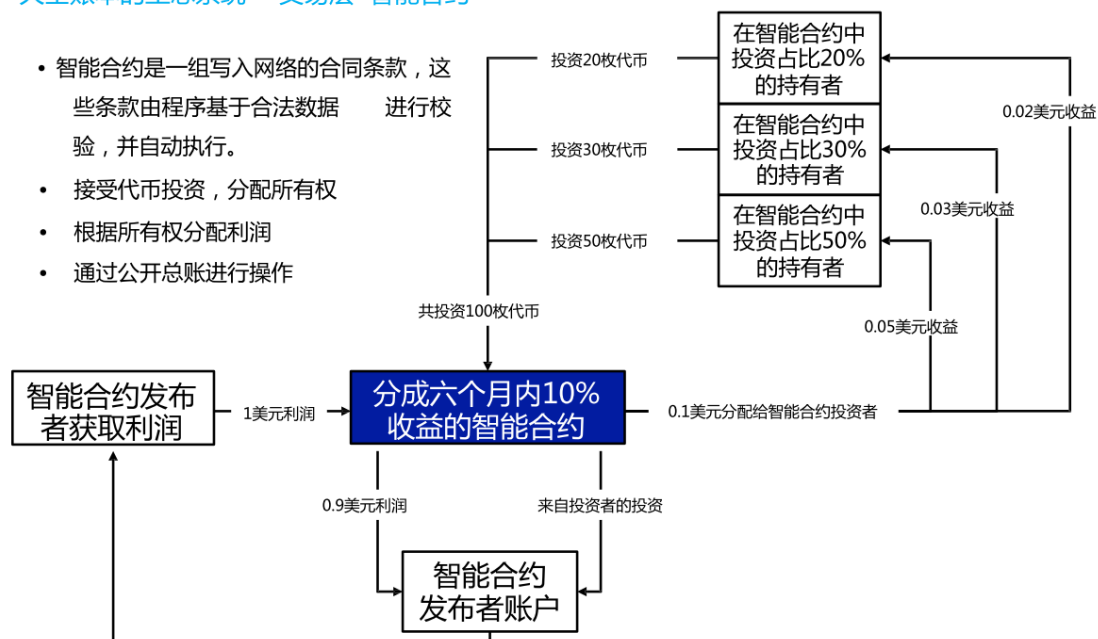 • 智能合约是一组写入网络的合同条款，这
些条款由程序基于合法数据 进行校
验，并自动执行。
• 接受代币投资，分配所有权
• 根据所有权分配利润
• 通过公开总账进行操作
在智能合约中
投资占比20%
的持有者
投资20枚代币
0.02美元收益
在智能合约中
投资占比30%
的持有者
投资30枚代币
0.03美元收益
在智能合约中
投资占比50%
的持有者
投资50枚代币
0.05美元收益
共投资100枚代币
智能合约发布
者获取利润
1美元利润
分成六个月内10%
收益的智能合约
0.1美元分配给智能合约投资者
0.9美元利润
来自投资者的投资
智能合约
发布者账户